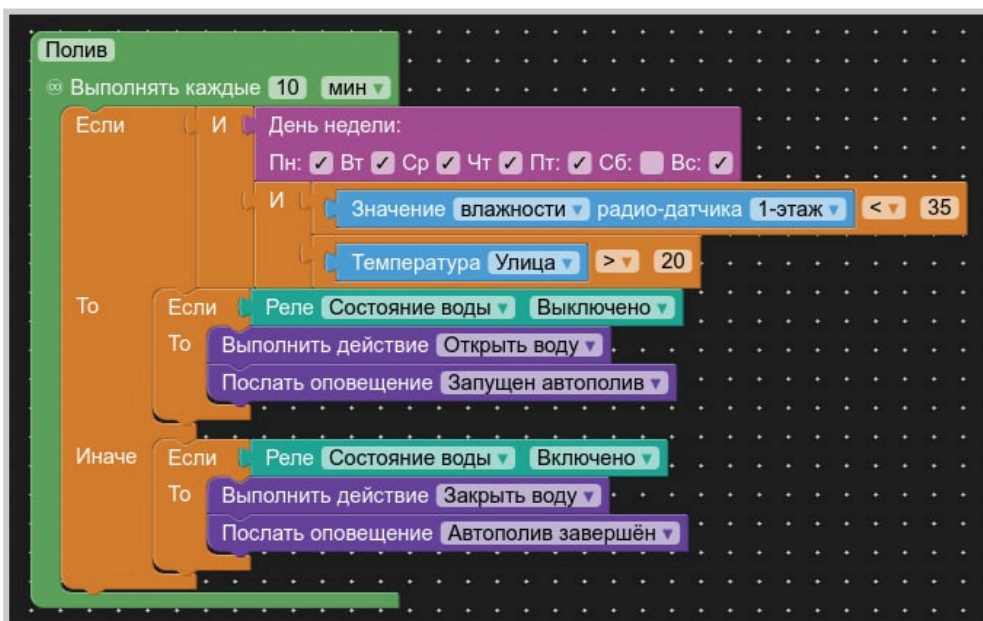 Полив
Выполнять каждые 10 мин
Если И День недели:
Пн: Вт Ср Чт Пт: Сб: Вс:
И Значение влажности радио-датчика 1-этаж < 35
Температура Улица > 20
То Если Реле Состояние воды Выключено
То Выполнить действие Открыть воду
Послать оповещение Запущен автополив
Иначе Если Реле Состояние воды Включено
То Выполнить действие Закрыть воду
Послать оповещение Автополив завершён